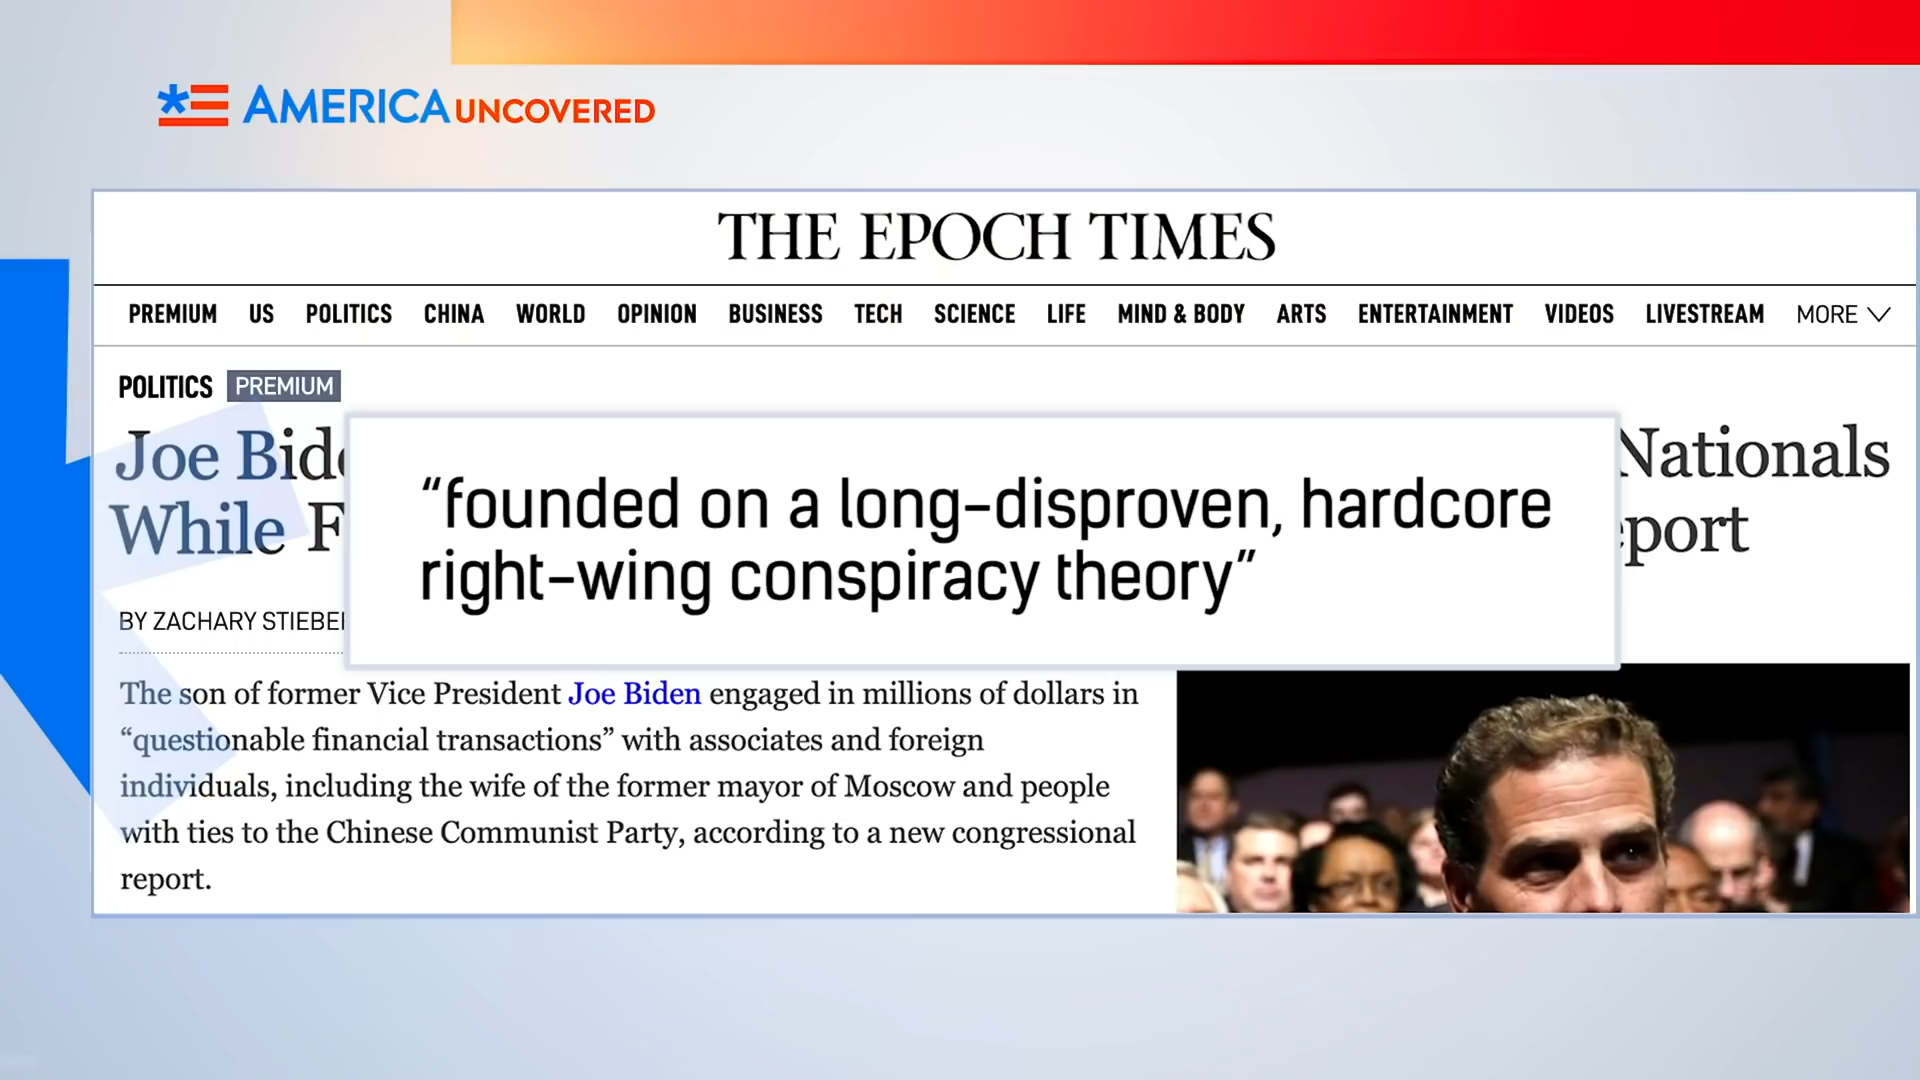 AMERICA UNCOVERED
THE EPOCH TIMES
PREMIUM US POLITICS CHINA WORLD OPINION BUSINESS TECH SCIENCE LIFE MIND & BODY ARTS ENTERTAINMENT VIDEOS LIVESTREAM MORE
POLITICS PREMIUM
Joe Nationals
While
“founded on a long-disproven, hardcore
right-wing conspiracy theory”
BY ZACHARY
The son of former Vice President Joe Biden engaged in millions of dollars in
“questionable financial transactions” with associates and foreign
individuals, including the wife of the former mayor of Moscow and people
with ties to the Chinese Communist Party, according to a new congressional
report.